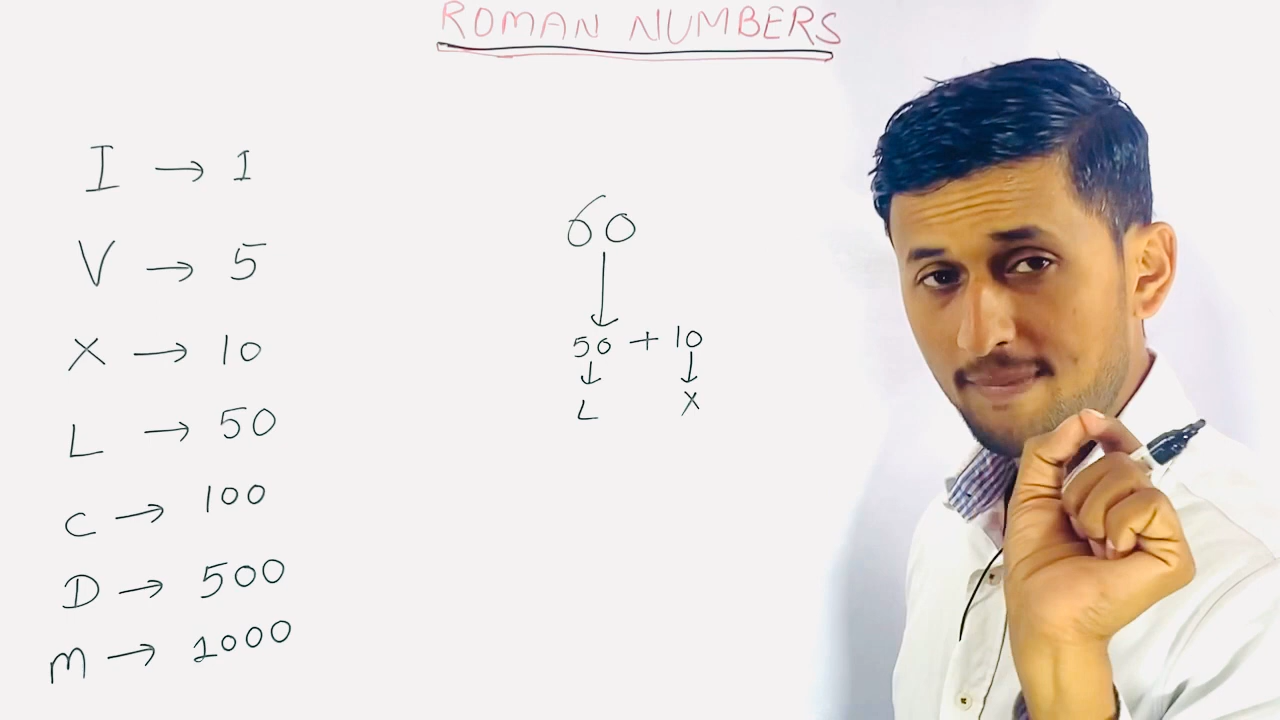 ROMAN NUMBERS
I → 1
V → 5
X → 10
L → 50
C → 100
D → 500
M → 1000
60
50 + 10
L X